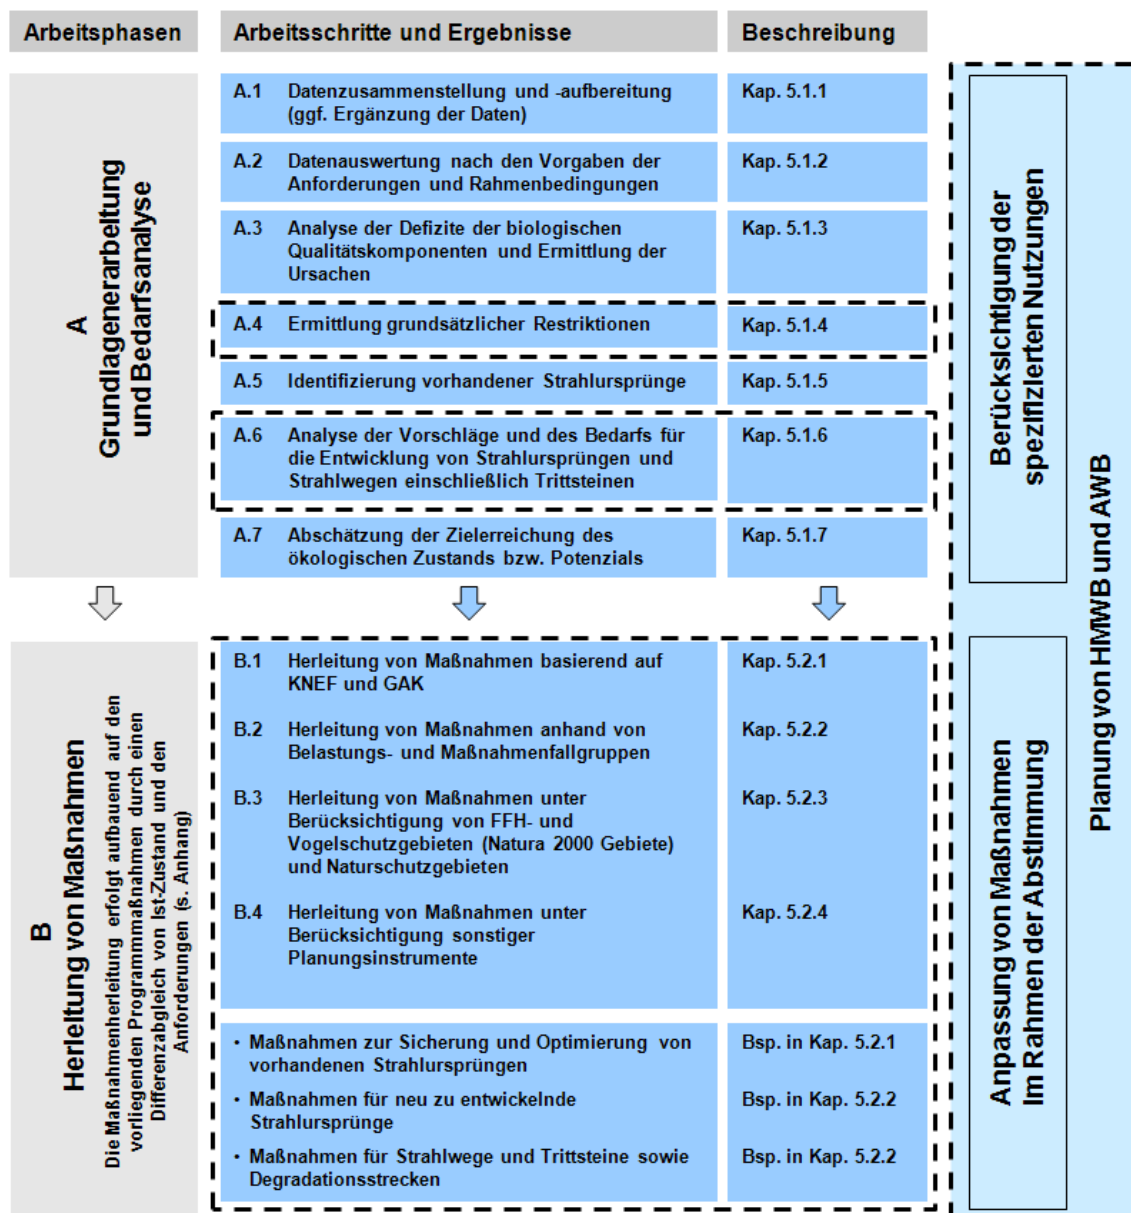 Arbeitsphasen
Arbeitsschritte und Ergebnisse
Beschreibung
A
Grundlagenerarbeitung
und Bedarfsanalyse
A.1 Datenzusammenstellung und -aufbereitung
(ggf. Ergänzung der Daten)
Kap. 5.1.1
A.2 Datenauswertung nach den Vorgaben der
Anforderungen und Rahmenbedingungen
Kap. 5.1.2
A.3 Analyse der Defizite der biologischen
Qualitätskomponenten und Ermittlung der
Ursachen
Kap. 5.1.3
A.4 Ermittlung grundsätzlicher Restriktionen
Kap. 5.1.4
A.5 Identifizierung vorhandener Strahlursprünge
Kap. 5.1.5
A.6 Analyse der Vorschläge und des Bedarfs für
die Entwicklung von Strahlursprüngen und
Strahlwegen einschließlich Trittsteinen
Kap. 5.1.6
A.7 Abschätzung der Zielerreichung des
ökologischen Zustands bzw. Potenzials
Kap. 5.1.7
B
Herleitung von Maßnahmen
Die Maßnahmenherleitung erfolgt aufbauend auf den
vorliegenden Programmmaßnahmen durch einen
Differenzabgleich von Ist-Zustand und den
Anforderungen (s. Anhang)
B.1 Herleitung von Maßnahmen basierend auf
KNEF und GAK
Kap. 5.2.1
B.2 Herleitung von Maßnahmen anhand von
Belastungs- und Maßnahmenfallgruppen
Kap. 5.2.2
B.3 Herleitung von Maßnahmen unter
Berücksichtigung von FFH- und
Vogelschutzgebieten (Natura 2000 Gebiete)
und Naturschutzgebieten
Kap. 5.2.3
B.4 Herleitung von Maßnahmen unter
Berücksichtigung sonstiger
Planungsinstrumente
Kap. 5.2.4
• Maßnahmen zur Sicherung und Optimierung von
vorhandenen Strahlursprüngen
Bsp. in Kap. 5.2.1
• Maßnahmen für neu zu entwickelnde
Strahlursprünge
Bsp. in Kap. 5.2.2
• Maßnahmen für Strahlwege und Trittsteine sowie
Degradationsstrecken
Bsp. in Kap. 5.2.2
Berücksichtigung der
spezifizierten Nutzungen
Anpassung von Maßnahmen
Im Rahmen der Abstimmung
Planung von HMWB und AWB